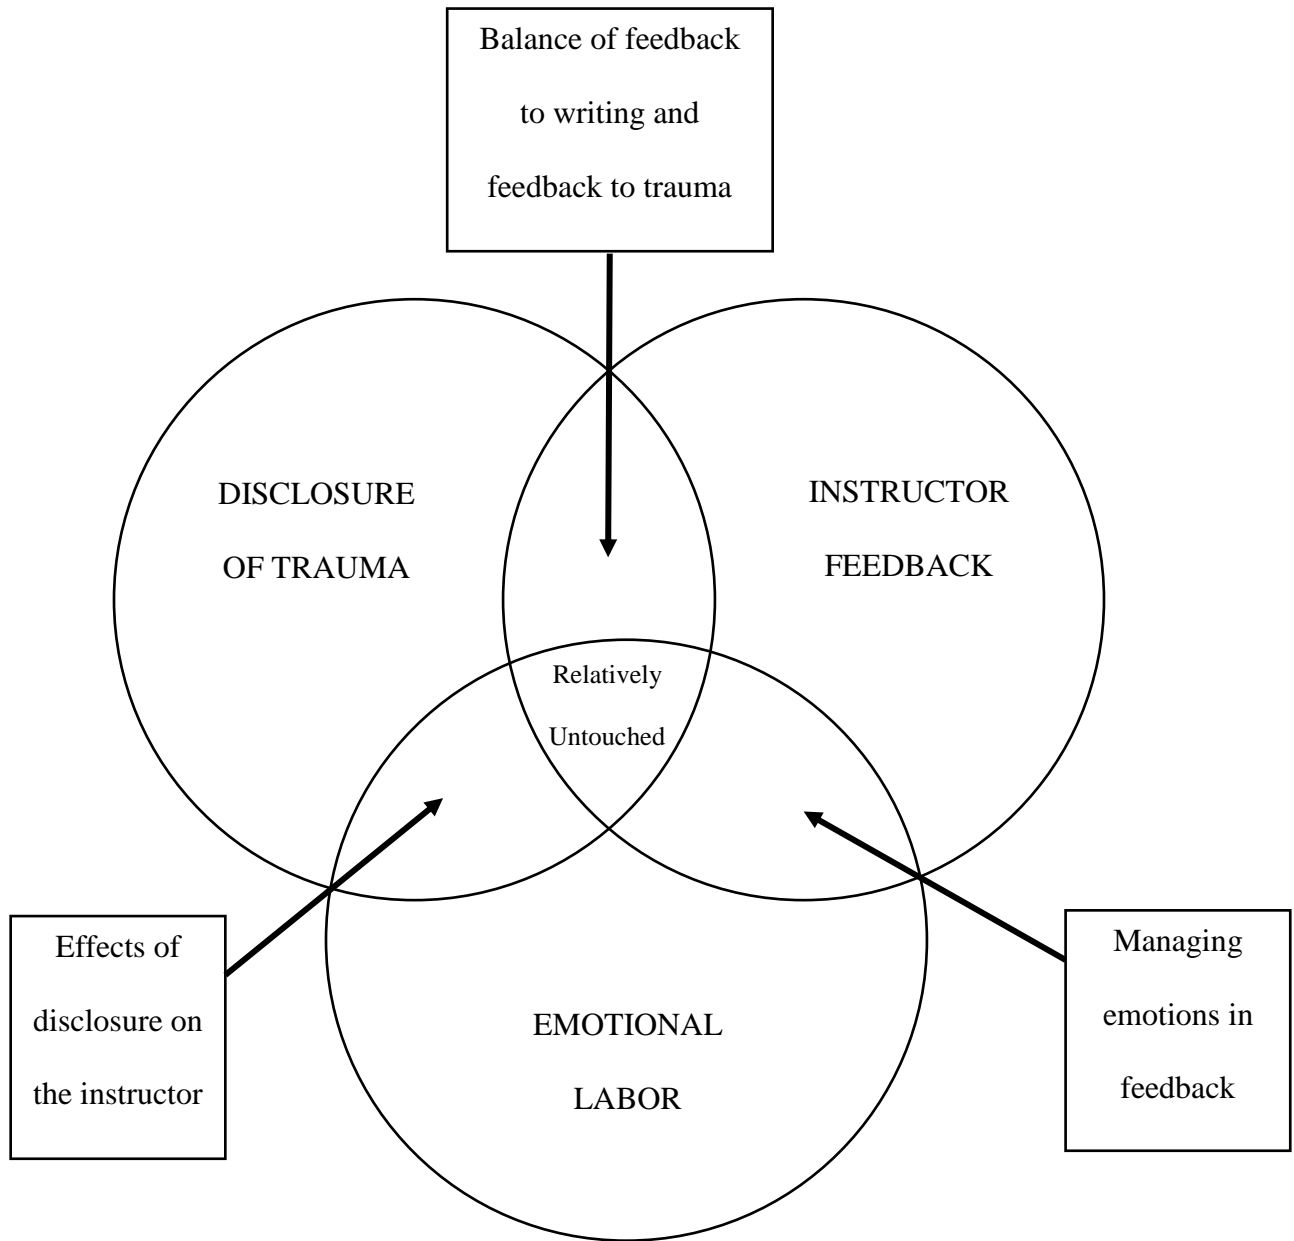 Balance of feedback
to writing and
feedback to trauma
DISCLOSURE
OF TRAUMA
INSTRUCTOR
FEEDBACK
Relatively
Untouched
Effects of
disclosure on
the instructor
EMOTIONAL
LABOR
Managing
emotions in
feedback